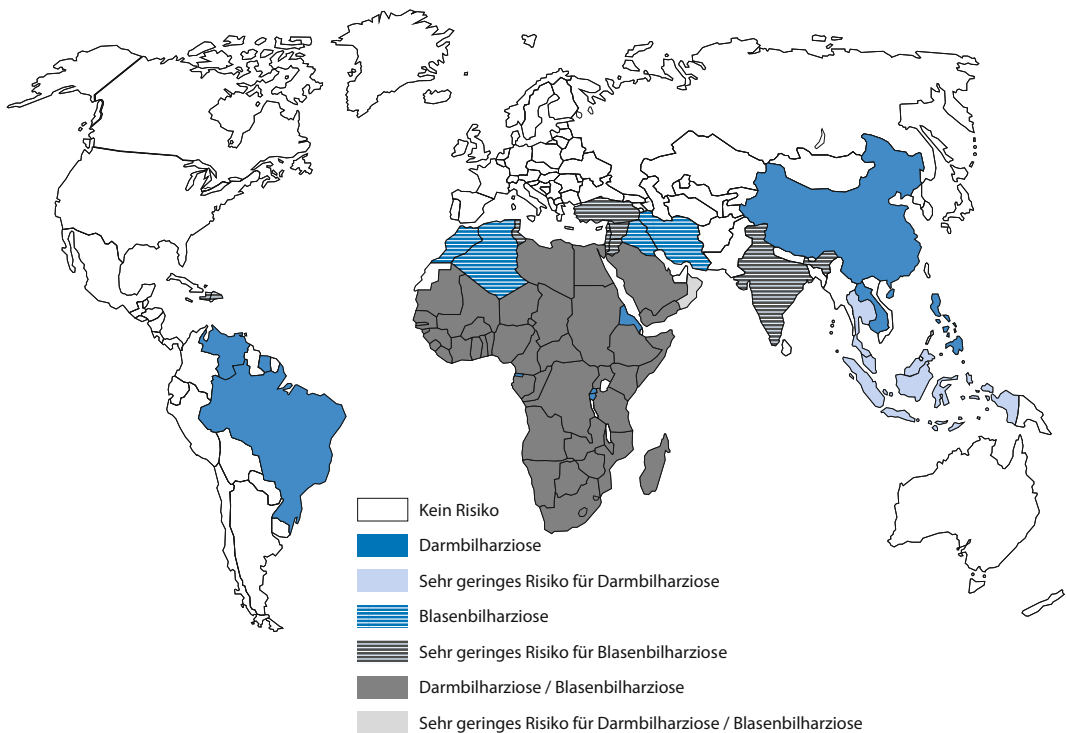 Kein Risiko
Darmbilharziose
Sehr geringes Risiko für Darmbilharziose
Blasenbilharziose
Sehr geringes Risiko für Blasenbilharziose
Darmbilharziose / Blasenbilharziose
Sehr geringes Risiko für Darmbilharziose / Blasenbilharziose